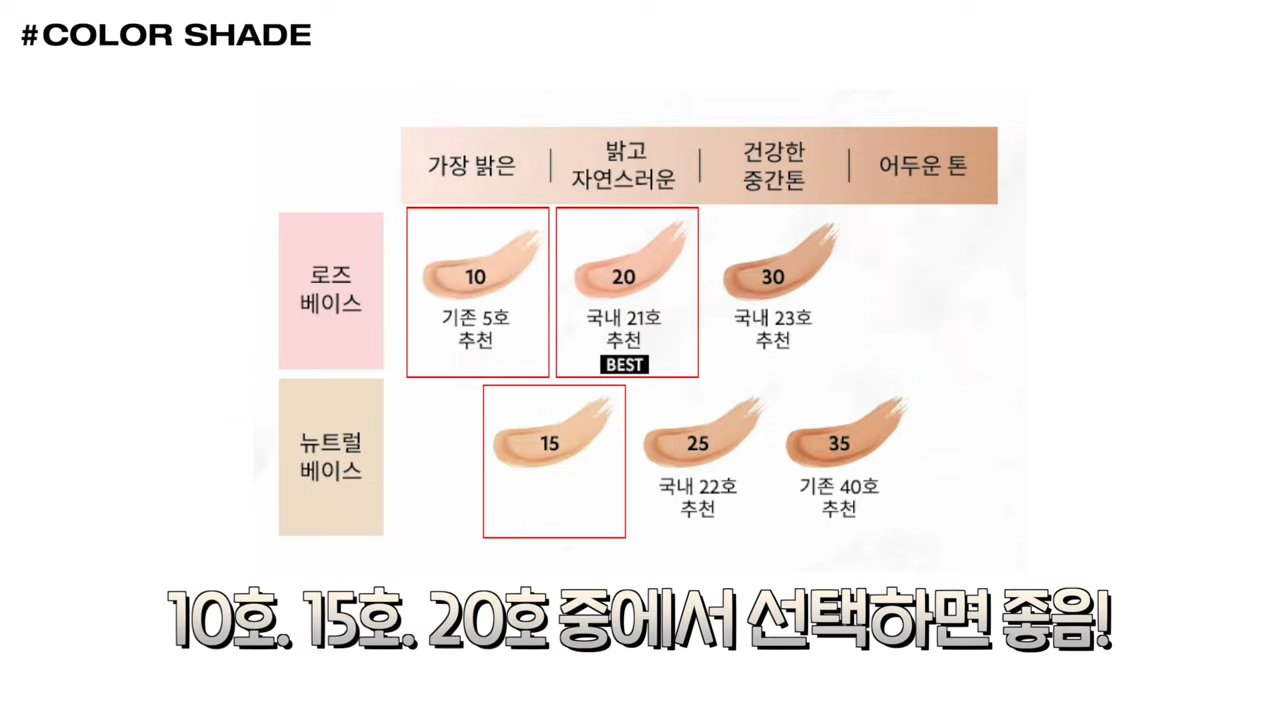 #COLOR SHADE
가장 밝은
밝고
자연스러운
건강한
중간톤
어두운 톤
로즈
베이스
10
기존 5호
추천
20
국내 21호
추천
BEST
30
국내 23호
추천
뉴트럴
베이스
15
25
국내 22호
추천
35
기존 40호
추천
10호. 15호. 20호 중에서 선택하면 좋음!